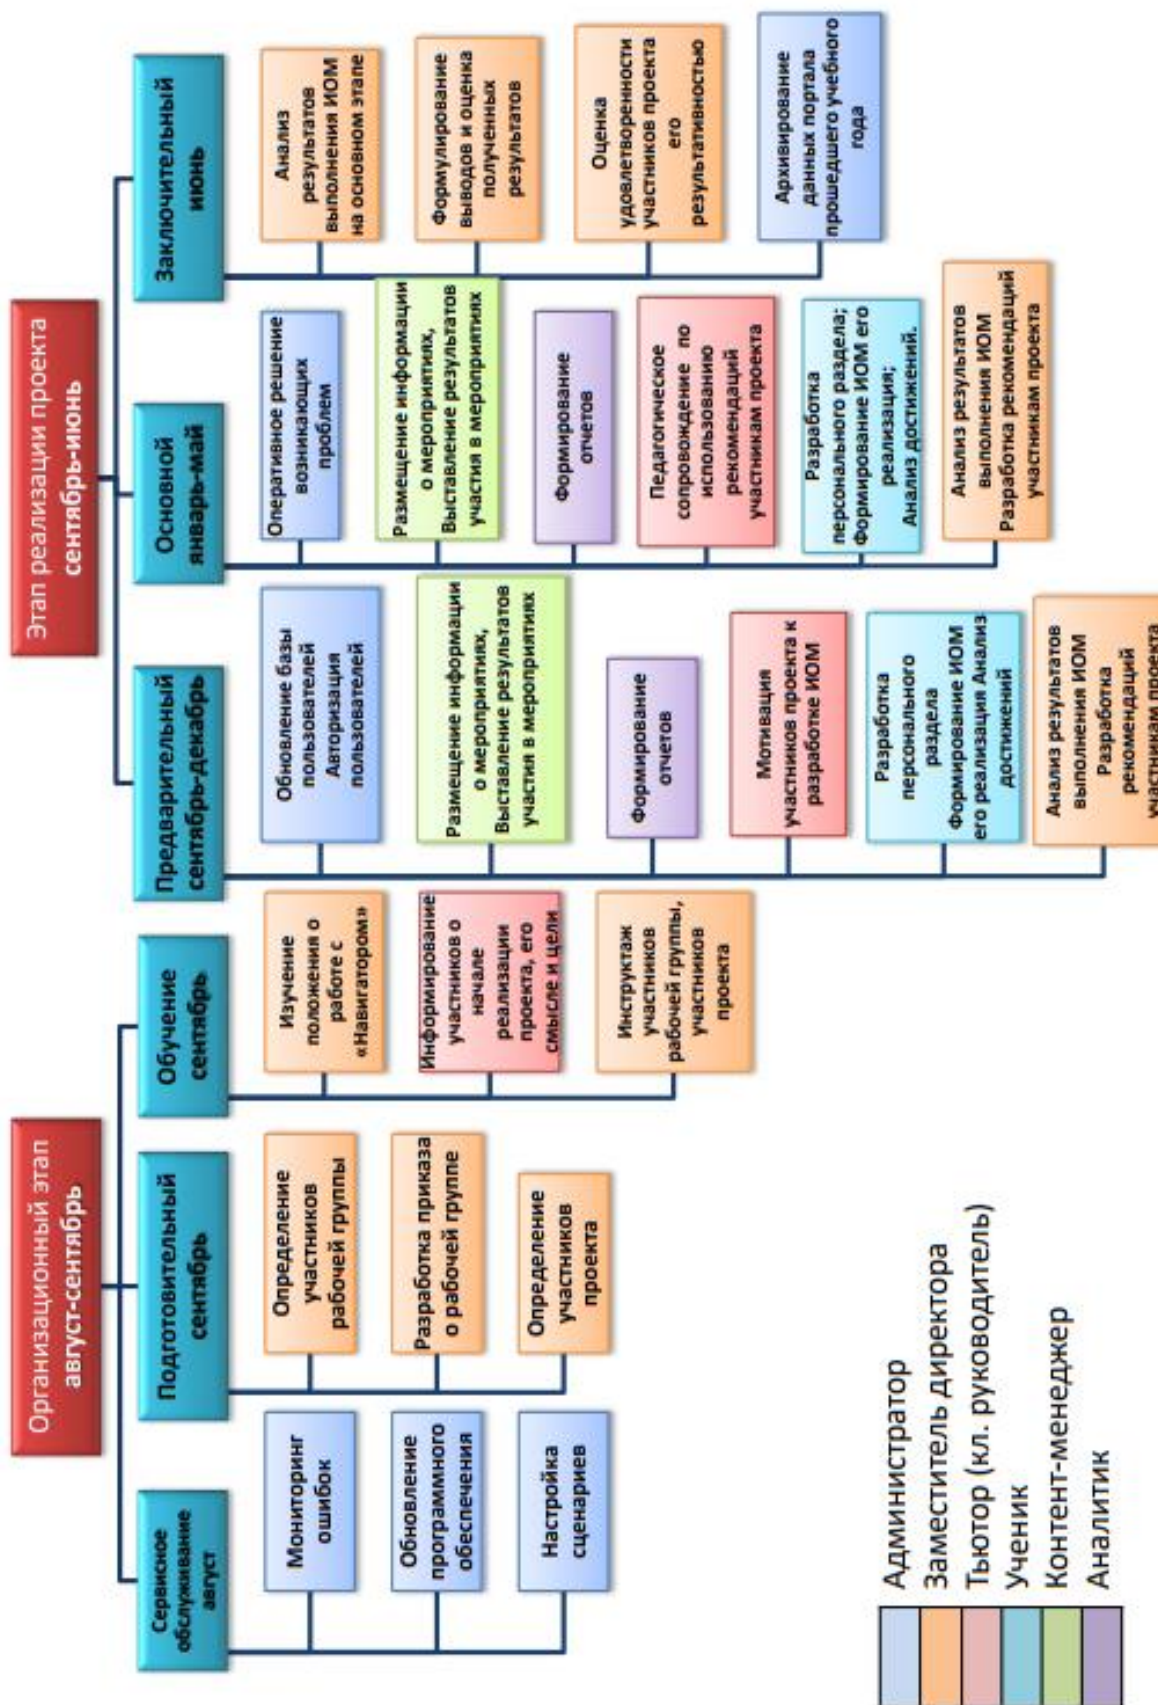 Организационный этап
август-сентябрь
Сервисное
обслуживание
август
Мониторинг
ошибок
Обновление
программного
обеспечения
Настройка
сценариев
Подготовительный
сентябрь
Определение
участников
рабочей группы
Разработка приказа
о рабочей группе
Определение
участников
проекта
Обучение
сентябрь
Изучение
положения о
работе с
«Навигатором»
Информирование
участников о
начале
реализации
проекта, его
смысле и цели
Инструктаж
участников
рабочей группы,
участников
проекта
Этап реализации проекта
сентябрь-июнь
Предварительный
сентябрь-декабрь
Обновление базы
пользователей
Авторизация
пользователей
Размещение информации
о мероприятиях,
Выставление результатов
участия в мероприятиях
Формирование
отчетов
Мотивация
участников проекта к
разработке ИОМ
Разработка
персонального
раздела
Формирование ИОМ
его реализация Анализ
достижений
Анализ результатов
выполнения ИОМ
Разработка
рекомендаций
участникам проекта
Основной
январь-май
Оперативное решение
возникающих
проблем
Размещение информации
о мероприятиях,
Выставление результатов
участия в мероприятиях
Формирование
отчетов
Педагогическое
сопровождение по
использованию
рекомендаций
участникам проекта
Разработка
персонального раздела;
Формирование ИОМ его
реализация;
Анализ достижений.
Анализ результатов
выполнения ИОМ
Разработка рекомендаций
участникам проекта
Заключительный
июнь
Анализ
результатов
выполнения ИОМ
на основном этапе
Формулирование
выводов и оценка
полученных
результатов
Оценка
удовлетворенности
участников проекта
его
результативностью
Архивирование
данных портала
прошедшего учебного
года
Администратор
Заместитель директора
Тьютор (кл. руководитель)
Ученик
Контент-менеджер
Аналитик